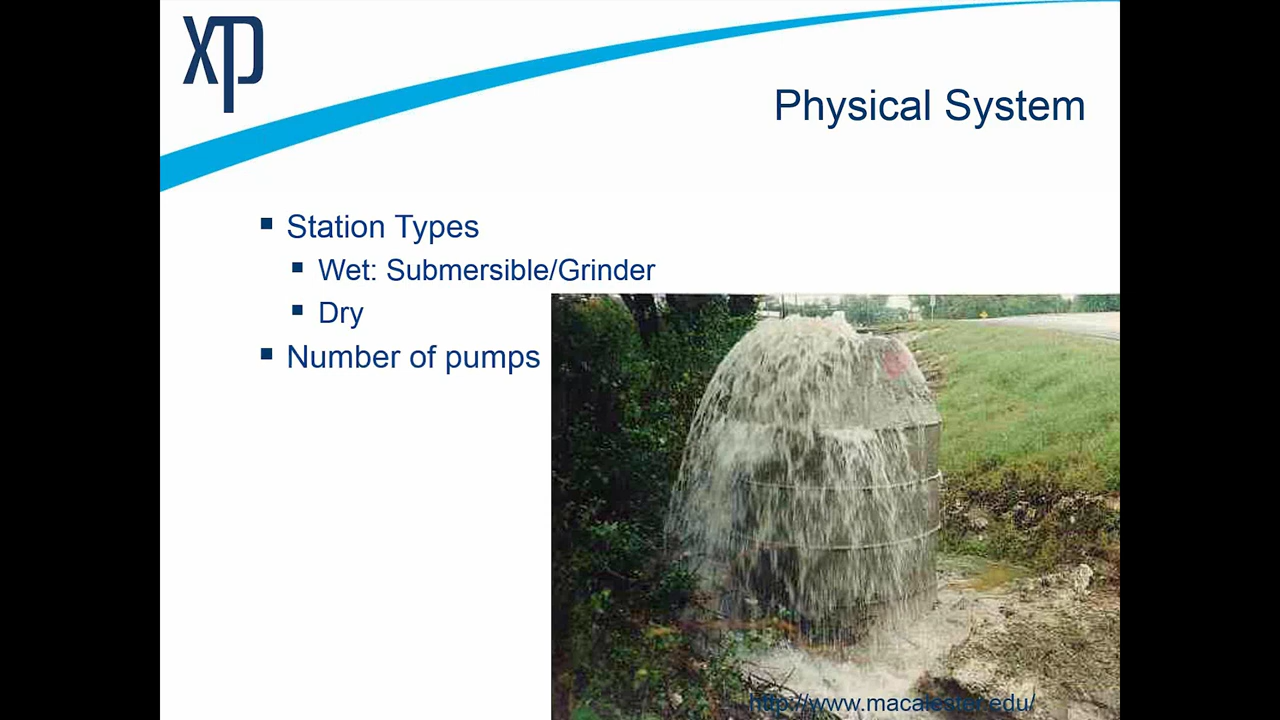 xp
Physical System
Station Types
Wet: Submersible/Grinder
Dry
Number of pumps
http://www.macalester.edu/